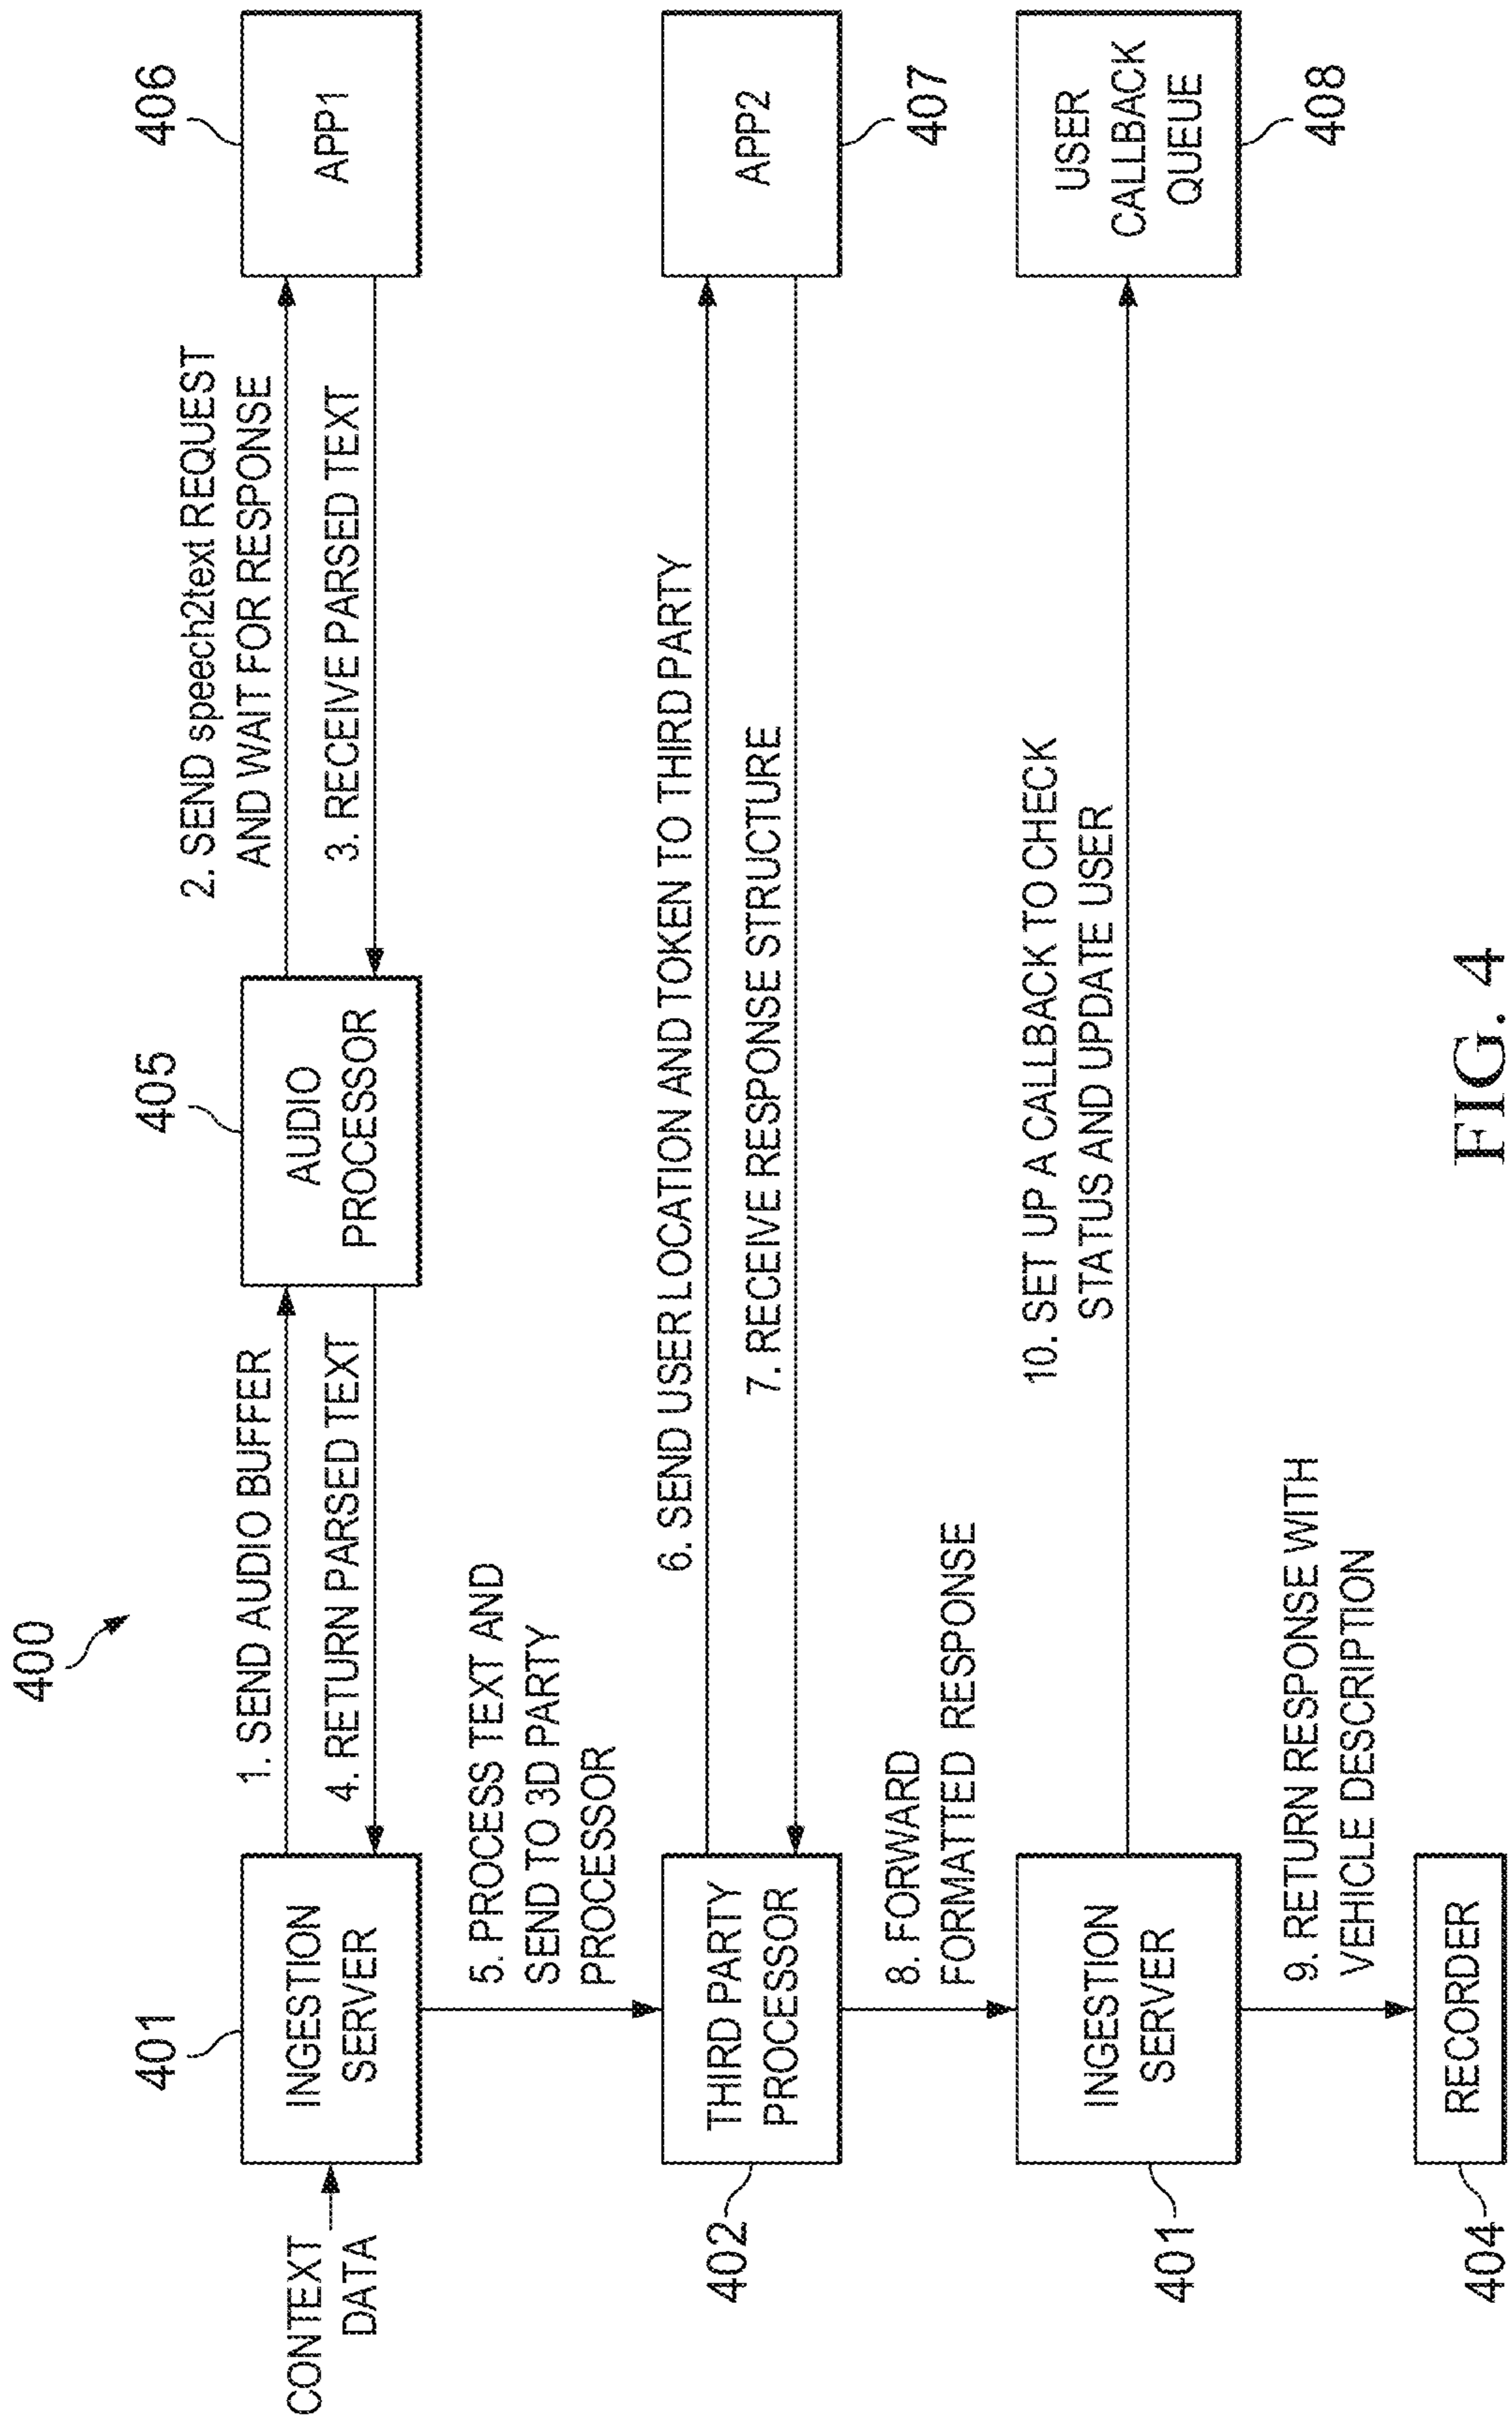 400
401
405
406
CONTEXT
DATA
INGESTION
SERVER
1. SEND AUDIO BUFFER
4. RETURN PARSED TEXT
AUDIO
PROCESSOR
2. SEND speech2text REQUEST
AND WAIT FOR RESPONSE
3. RECEIVE PARSED TEXT
APP1
5. PROCESS TEXT AND
SEND TO 3D PARTY
PROCESSOR
402
THIRD PARTY
PROCESSOR
6. SEND USER LOCATION AND TOKEN TO THIRD PARTY
7. RECEIVE RESPONSE STRUCTURE
APP2
407
8. FORWARD
FORMATTED RESPONSE
401
INGESTION
SERVER
10. SET UP A CALLBACK TO CHECK
STATUS AND UPDATE USER
USER
CALLBACK
QUEUE
408
9. RETURN RESPONSE WITH
VEHICLE DESCRIPTION
404
RECORDER
FIG. 4